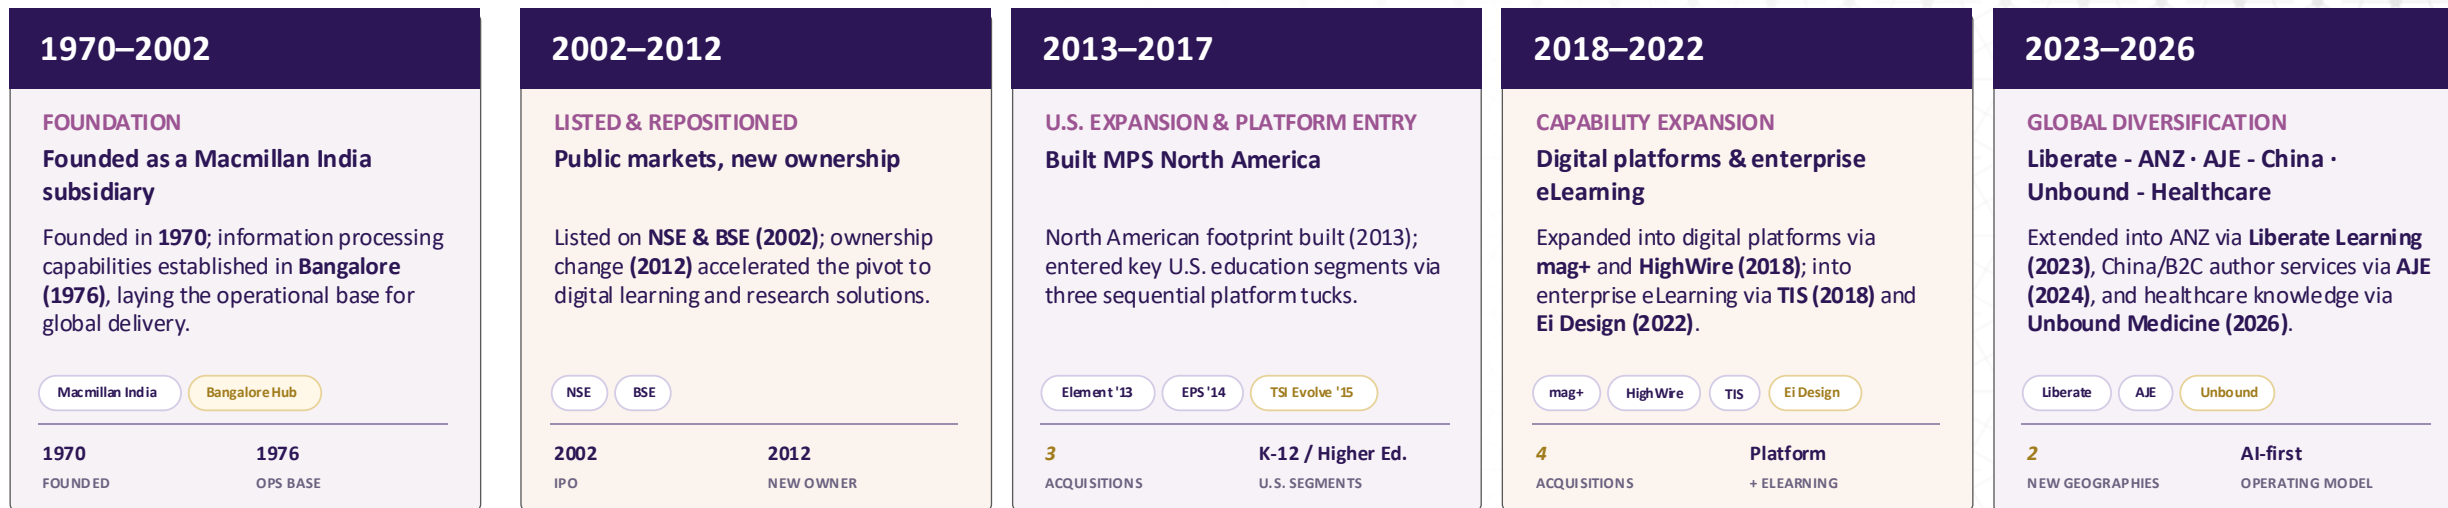 1970–2002
FOUNDATION
Founded as a Macmillan India
subsidiary
Founded in 1970; information processing
capabilities established in Bangalore
(1976), laying the operational base for
global delivery.
Macmillan India
Bangalore Hub
1970
1976
FOUNDED
OPS BASE
2002–2012
LISTED & REPOSITIONED
Public markets, new ownership
Listed on NSE & BSE (2002); ownership
change (2012) accelerated the pivot to
digital learning and research solutions.
NSE
BSE
2002
2012
IPO
NEW OWNER
2013–2017
U.S. EXPANSION & PLATFORM ENTRY
Built MPS North America
North American footprint built (2013);
entered key U.S. education segments via
three sequential platform tucks.
Element '13
EPS '14
TSI Evolve '15
3
K-12 / Higher Ed.
ACQUISITIONS
U.S. SEGMENTS
2018–2022
CAPABILITY EXPANSION
Digital platforms & enterprise
eLearning
Expanded into digital platforms via
mag+ and HighWire (2018); into
enterprise eLearning via TIS (2018) and
Ei Design (2022).
mag+
HighWire
TIS
Ei Design
4
Platform
ACQUISITIONS
+ ELEARNING
2023–2026
GLOBAL DIVERSIFICATION
Liberate - ANZ · AJE - China ·
Unbound - Healthcare
Extended into ANZ via Liberate Learning
(2023), China/B2C author services via AJE
(2024), and healthcare knowledge via
Unbound Medicine (2026).
Liberate
AJE
Unbound
2
AI-first
NEW GEOGRAPHIES
OPERATING MODEL